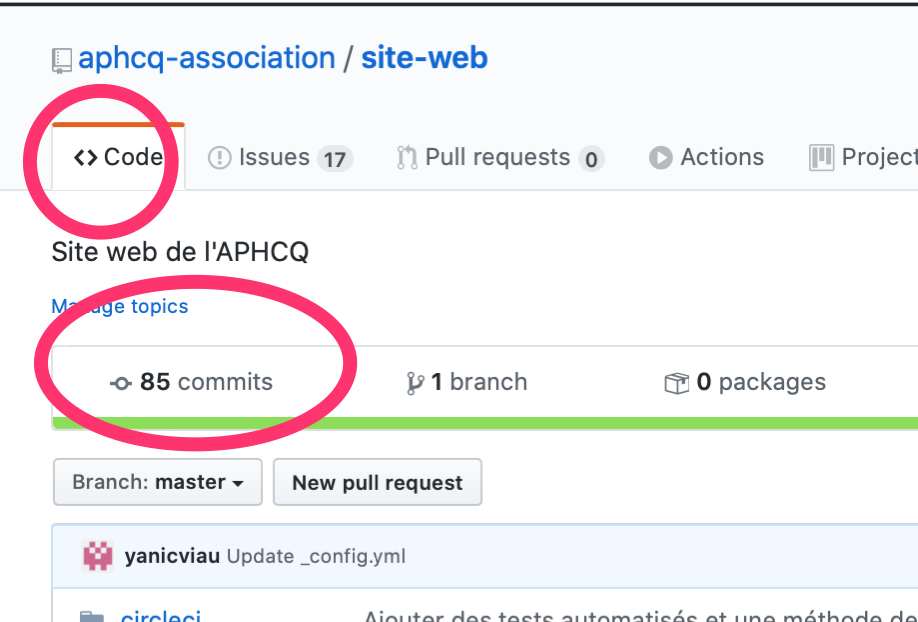 aphcq-association / site-web
<> Code Issues 17 Pull requests 0 Actions Project
Site web de l'APHCQ
Manage topics
85 commits 1 branch 0 packages
Branch: master New pull request
yanicviau Update _config.yml
circleci Ajouter des tests automatisés et une méthode de